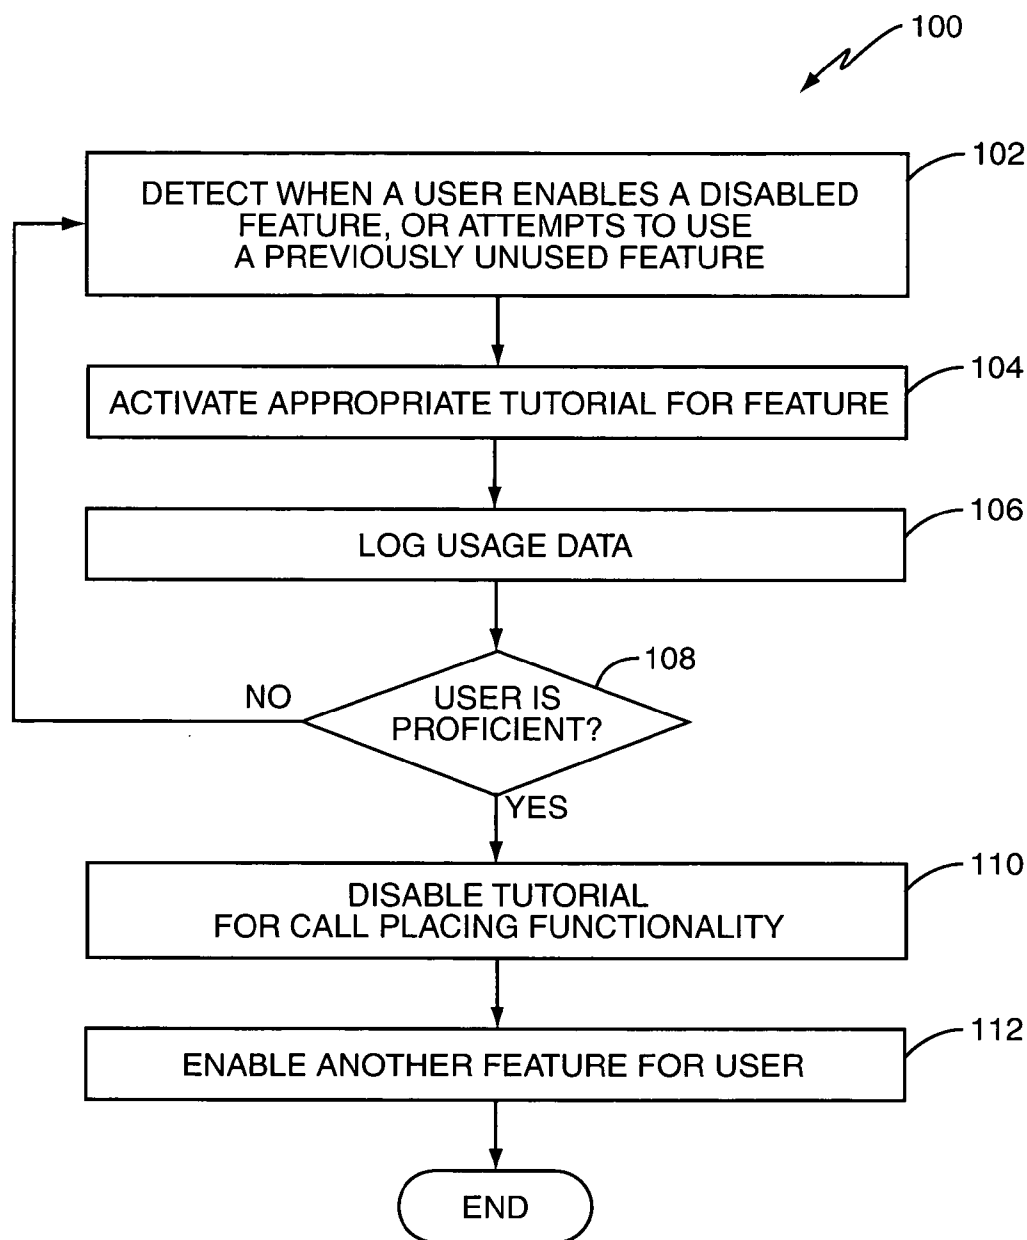 100
102
DETECT WHEN A USER ENABLES A DISABLED
FEATURE, OR ATTEMPTS TO USE
A PREVIOUSLY UNUSED FEATURE
104
ACTIVATE APPROPRIATE TUTORIAL FOR FEATURE
106
LOG USAGE DATA
108
USER IS
PROFICIENT?
NO
YES
110
DISABLE TUTORIAL
FOR CALL PLACING FUNCTIONALITY
112
ENABLE ANOTHER FEATURE FOR USER
END